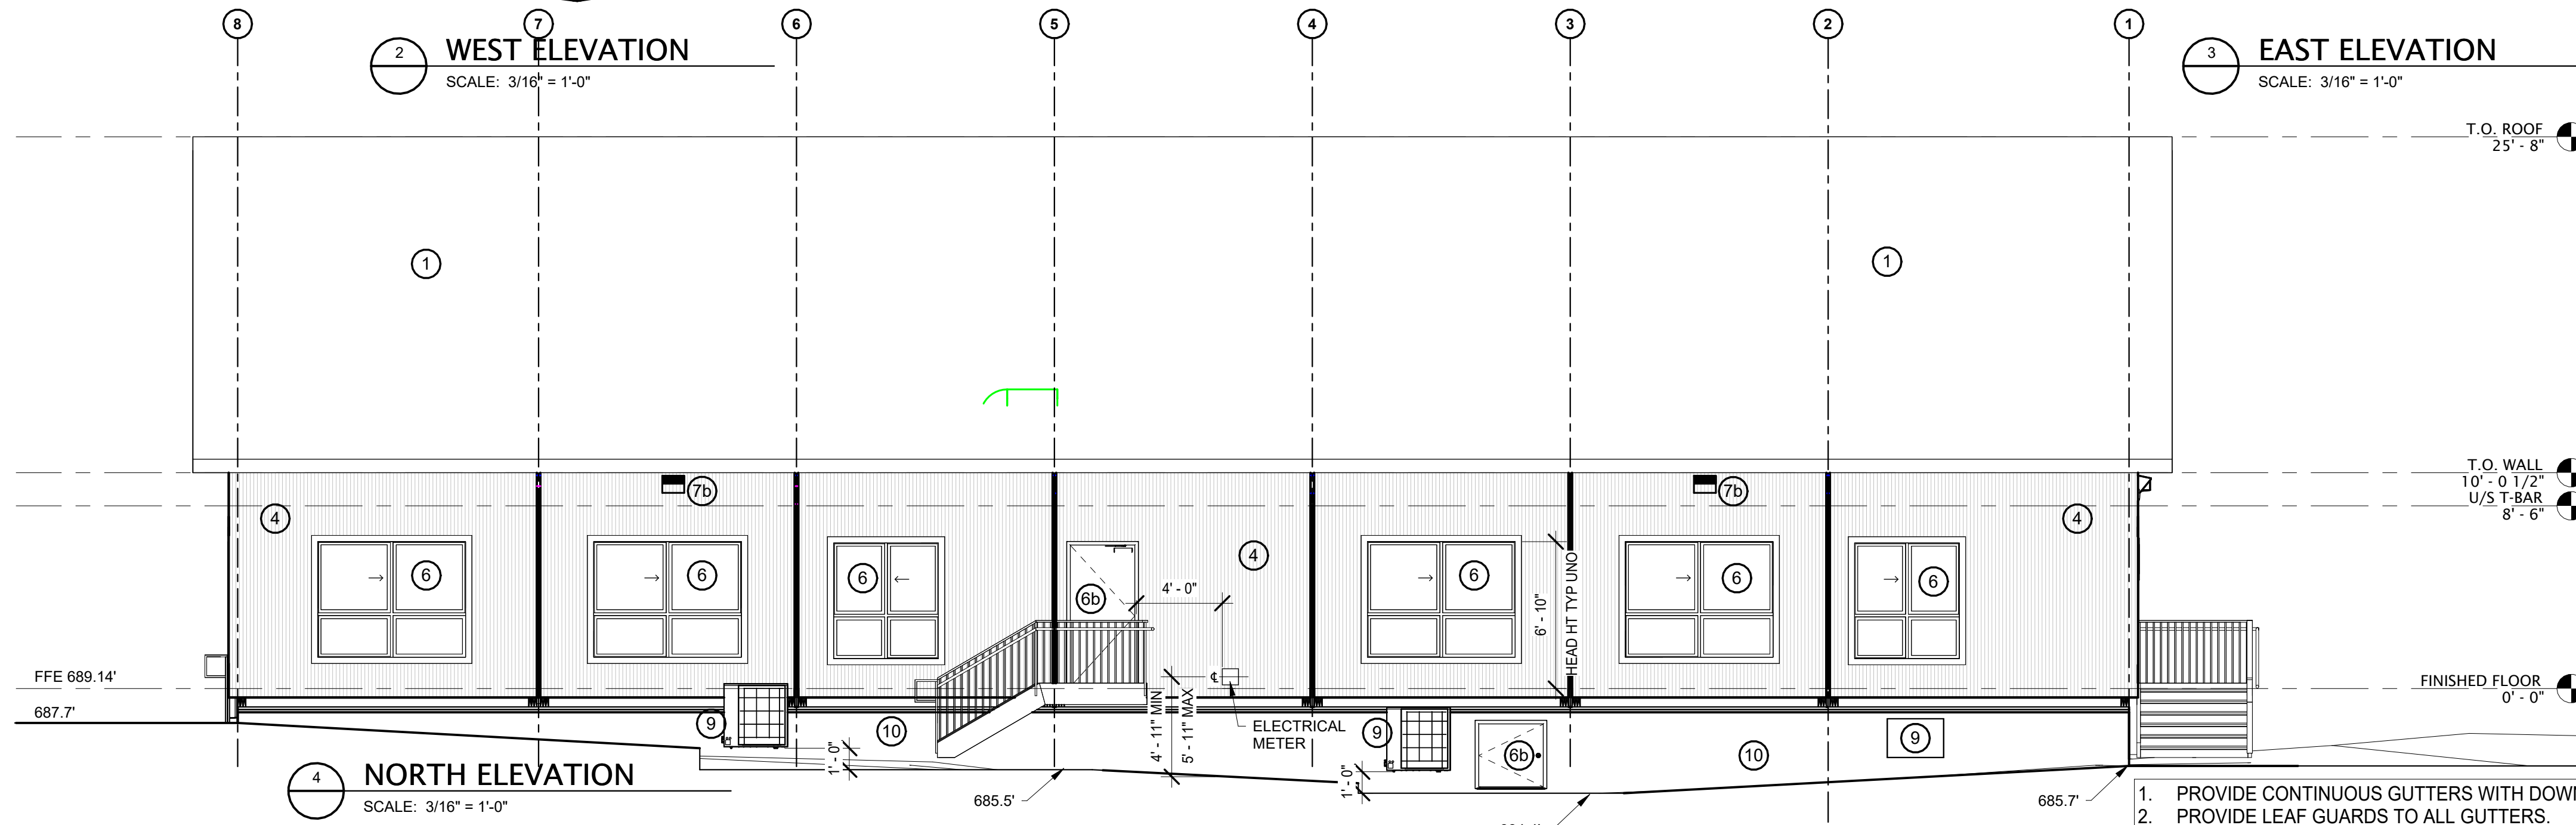 8 7 6 5 4 3 2 1
2 WEST ELEVATION
SCALE: 3/16" = 1'-0"
3 EAST ELEVATION
SCALE: 3/16" = 1'-0"
T.O. ROOF
25' - 8"
1 1
T.O. WALL
10' - 0 1/2"
U/S T-BAR
8' - 6"
7b 7b
4 4 4
6 6 6 6b 6 6 6
4' - 0"
6' - 10"
HEAD HT TYP UNO
FFE 689.14'
687.7'
FINISHED FLOOR
0' - 0"
℄
4' - 11" MIN
5' - 11" MAX
ELECTRICAL
METER
9 10 9 6b 10 9
1' - 0"
1' - 0"
4 NORTH ELEVATION
SCALE: 3/16" = 1'-0"
685.5'
685.7'
1. PROVIDE CONTINUOUS GUTTERS WITH
2. PROVIDE LEAF GUARDS TO ALL GUTTERS.